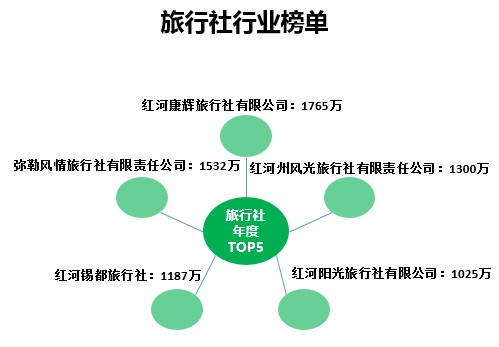 旅行社行业榜单
红河康辉旅行社有限公司：1765万
弥勒风情旅行社有限责任公司：1532万
红河州风光旅行社有限责任公司：1300万
旅行社
年度
TOP5
红河锡都旅行社：1187万
红河阳光旅行社有限公司：1025万